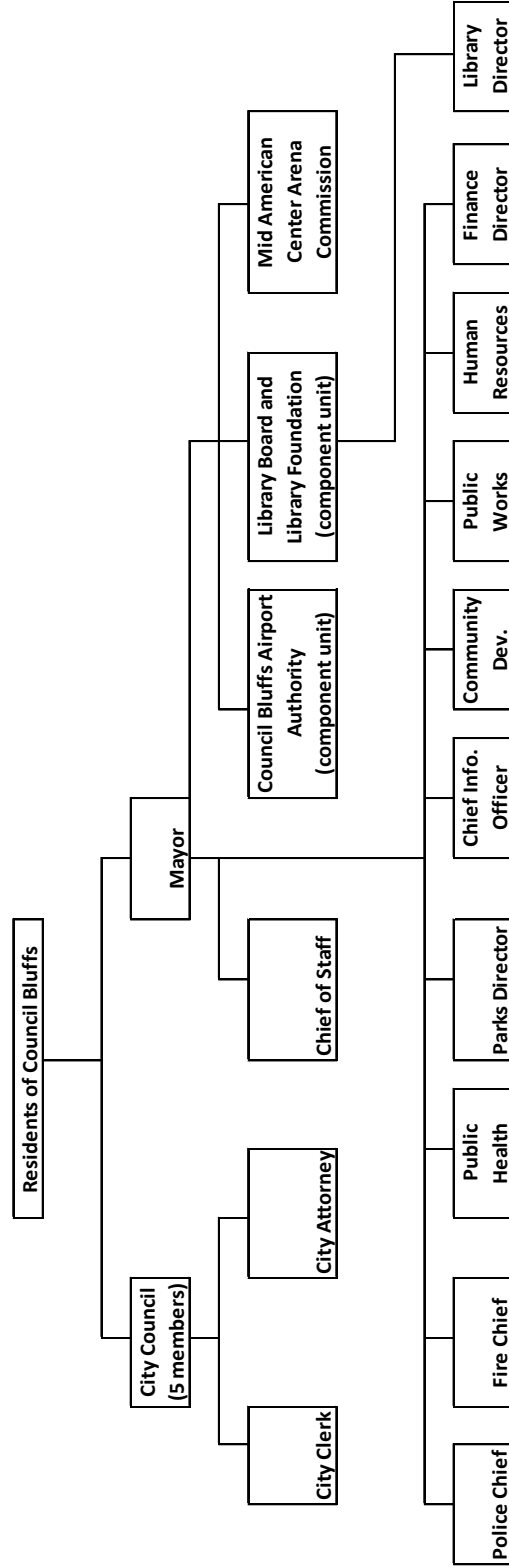 Residents of Council Bluffs
City Council
(5 members)
Mayor
City Clerk
City Attorney
Chief of Staff
Council Bluffs Airport
Authority
(component unit)
Library Board and
Library Foundation
(component unit)
Mid American
Center Arena
Commission
Police Chief
Fire Chief
Public
Health
Parks Director
Chief Info.
Officer
Community
Dev.
Public
Works
Human
Resources
Finance
Director
Library
Director